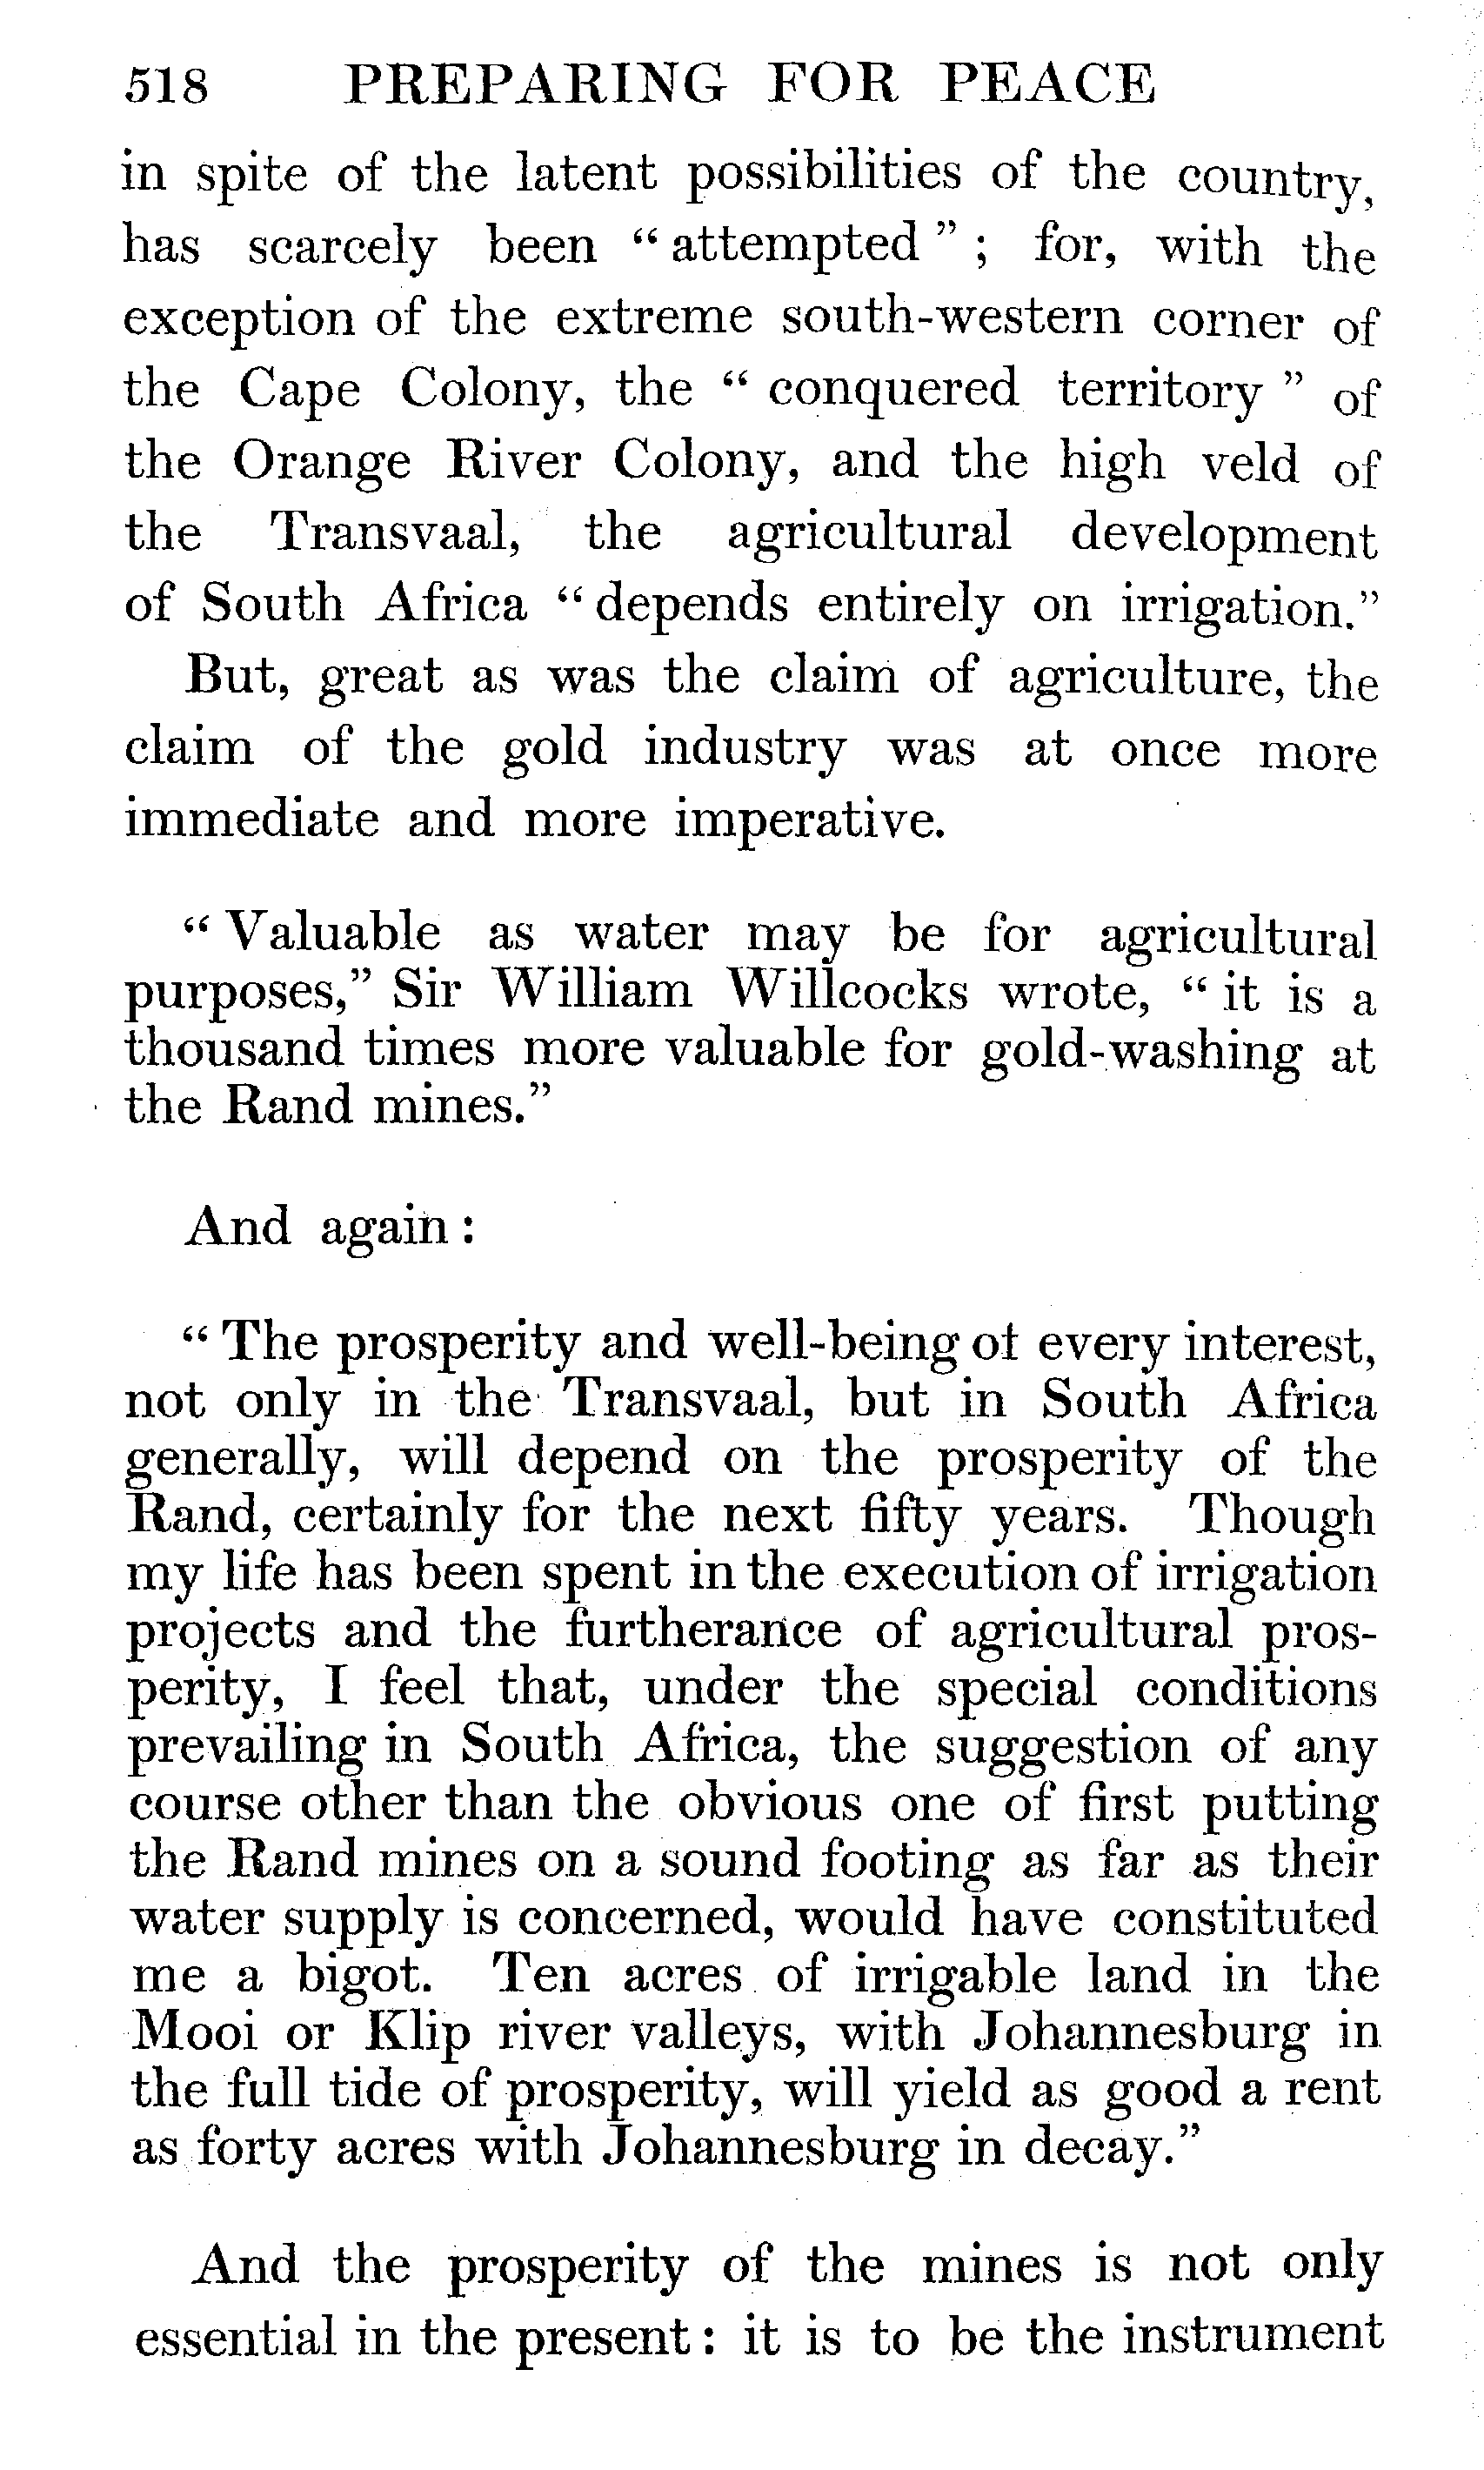 518 PREPARING FOR PEACE
in spite of the latent possibilities of the country,
has scarcely been “ attempted ” ; for, with the
exception of the extreme south-western corner of
the Cape Colony, the “ conquered territory ” of
the Orange River Colony, and the high veld of
the Transvaal, the agricultural development
of South Africa “ depends entirely on irrigation.”
But, great as was the claim of agriculture, the
claim of the gold industry was at once more
immediate and more imperative.
“ Valuable as water may be for agricultural
purposes,” Sir William Willcocks wrote, “ it is a
thousand times more valuable for gold-washing at
the Rand mines.”
And again :
“ The prosperity and well-being of every interest,
not only in the Transvaal, but in South Africa
generally, will depend on the prosperity of the
Rand, certainly for the next fifty years. Though
my life has been spent in the execution of irrigation
projects and the furtherance of agricultural pros-
perity, I feel that, under the special conditions
prevailing in South Africa, the suggestion of any
course other than the obvious one of first putting
the Rand mines on a sound footing as far as their
water supply is concerned, would have constituted
me a bigot. Ten acres of irrigable land in the
Mooi or Klip river valleys, with Johannesburg in
the full tide of prosperity, will yield as good a rent
as forty acres with Johannesburg in decay.”
And the prosperity of the mines is not only
essential in the present : it is to be the instrument